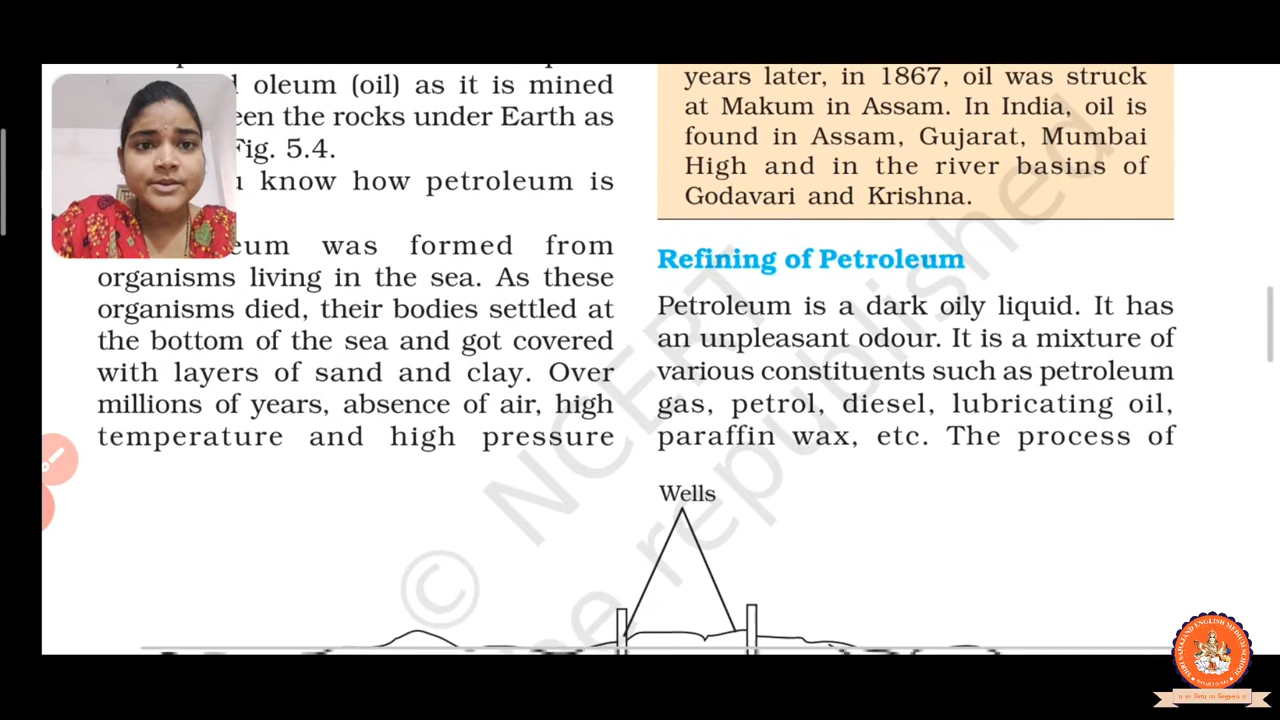 oleum (oil) as it is mined
een the rocks under Earth as
Fig. 5.4.
know how petroleum is
eum was formed from
organisms living in the sea. As these
organisms died, their bodies settled at
the bottom of the sea and got covered
with layers of sand and clay. Over
millions of years, absence of air, high
temperature and high pressure
years later, in 1867, oil was struck
at Makum in Assam. In India, oil is
found in Assam, Gujarat, Mumbai
High and in the river basins of
Godavari and Krishna.
Refining of Petroleum
Petroleum is a dark oily liquid. It has
an unpleasant odour. It is a mixture of
various constituents such as petroleum
gas, petrol, diesel, lubricating oil,
paraffin wax, etc. The process of
Wells
© NCERT
be republished